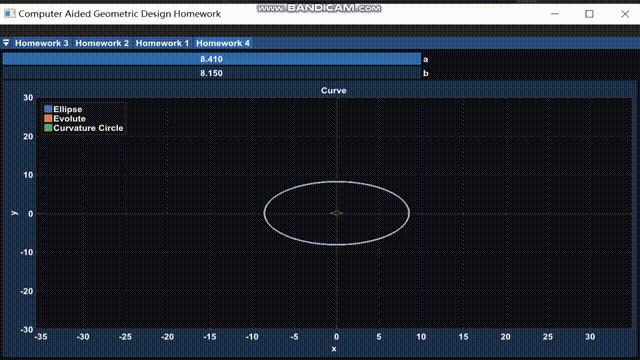 www.BANDICAM.com
Computer Aided Geometric Design Homework
Homework 3 Homework 2 Homework 1 Homework 4
8.410 a
8.150 b
Curve
Ellipse
Evolute
Curvature Circle
30
20
10
0
-10
-20
-30
y
-35 -30 -25 -20 -15 -10 -5 0 5 10 15 20 25 30
x